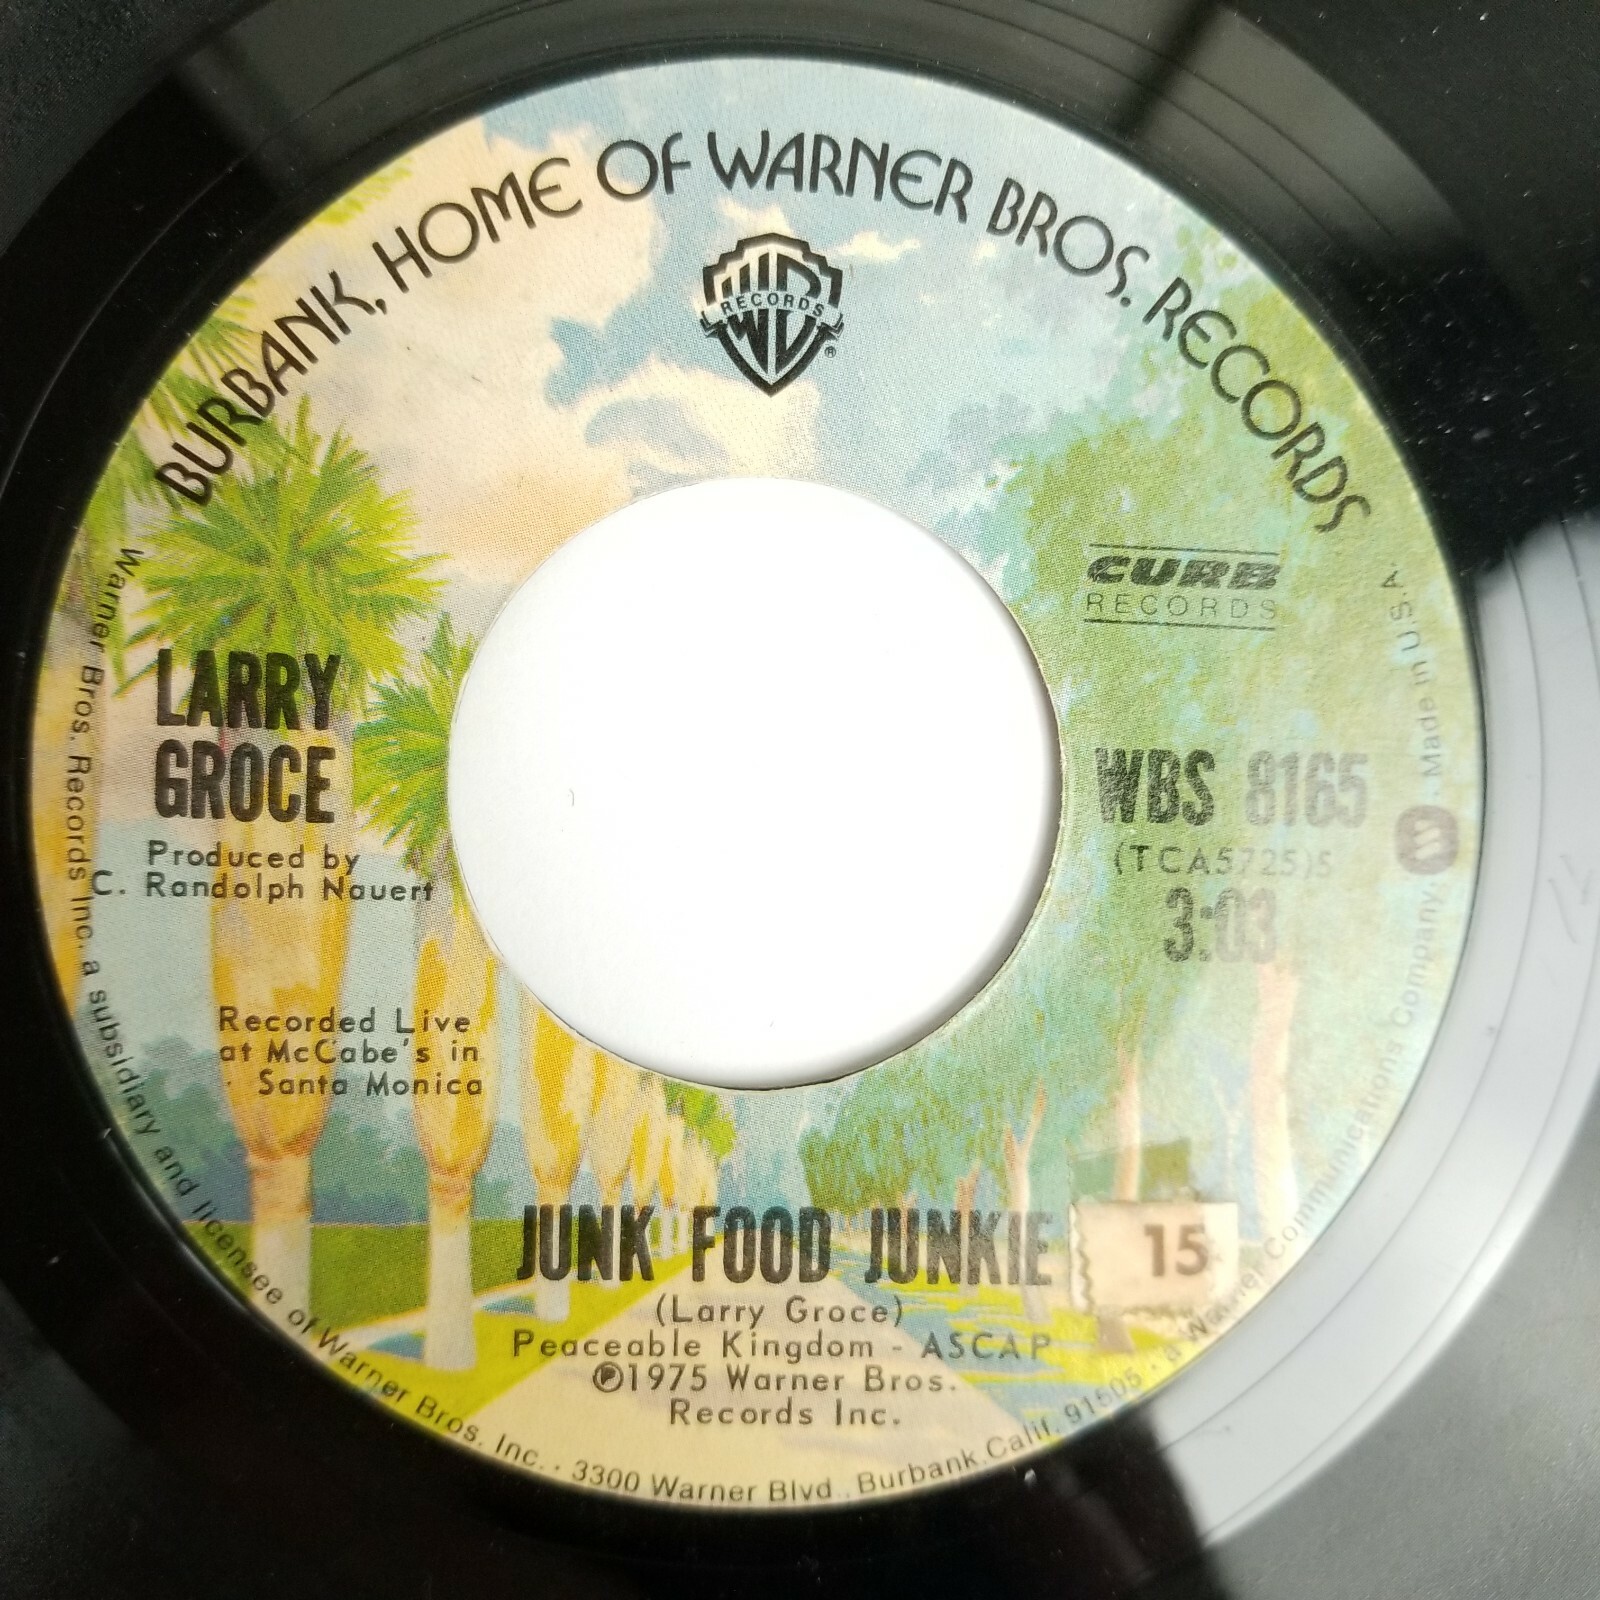 BURBANK, HOME OF WARNER BROS. RECORDS
RECORDS
®
CURB
RECORDS
LARRY
GROCE
Produced by
C. Randolph Nauert
WBS 8165
(TCA5725)S
3:03
Recorded Live
at McCabe's in
Santa Monica
JUNK FOOD JUNKIE
15
(Larry Groce)
Peaceable Kingdom - ASCAP
℗1975 Warner Bros.
Records Inc.
Warner Bros. Records Inc. a subsidiary and licensee of Warner Bros. Inc. · 3300 Warner Blvd., Burbank, Calif. 91505 · a Warner Communications Company. Made in U.S.A.